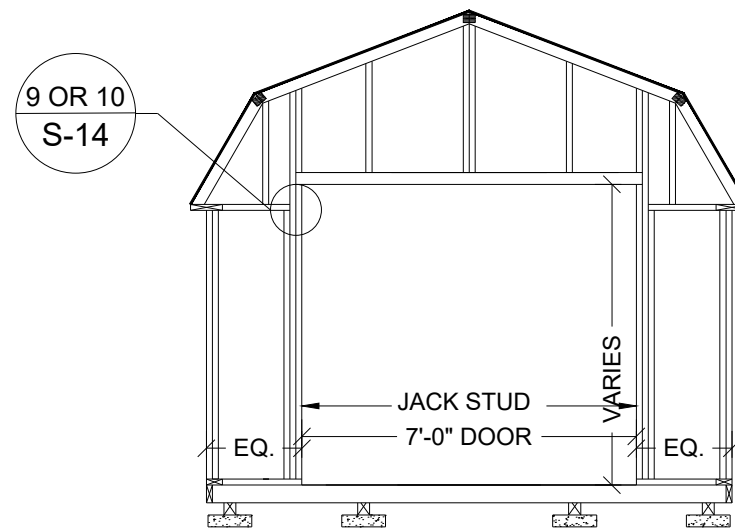 9 OR 10
S-14
VARIES
JACK STUD
7'-0" DOOR
EQ.
EQ.